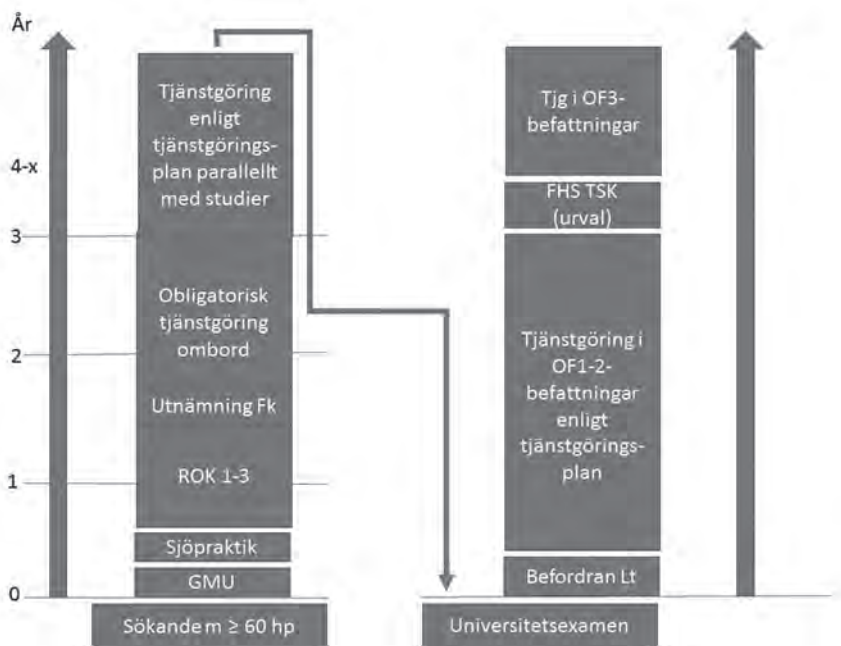 År
4-x
3
2
1
0
Tjänstgöring
enligt
tjänstgörings-
plan parallellt
med studier
Obligatorisk
tjänstgöring
ombord
Utnämning Fk
ROK 1-3
Sjöpraktik
GMU
Sökande m ≥ 60 hp
Tjg i OF3-
befattningar
FHS TSK
(urval)
Tjänstgöring i
OF1-2-
befattningar
enligt
tjänstgörings-
plan
Befordran Lt
Universitetsexamen